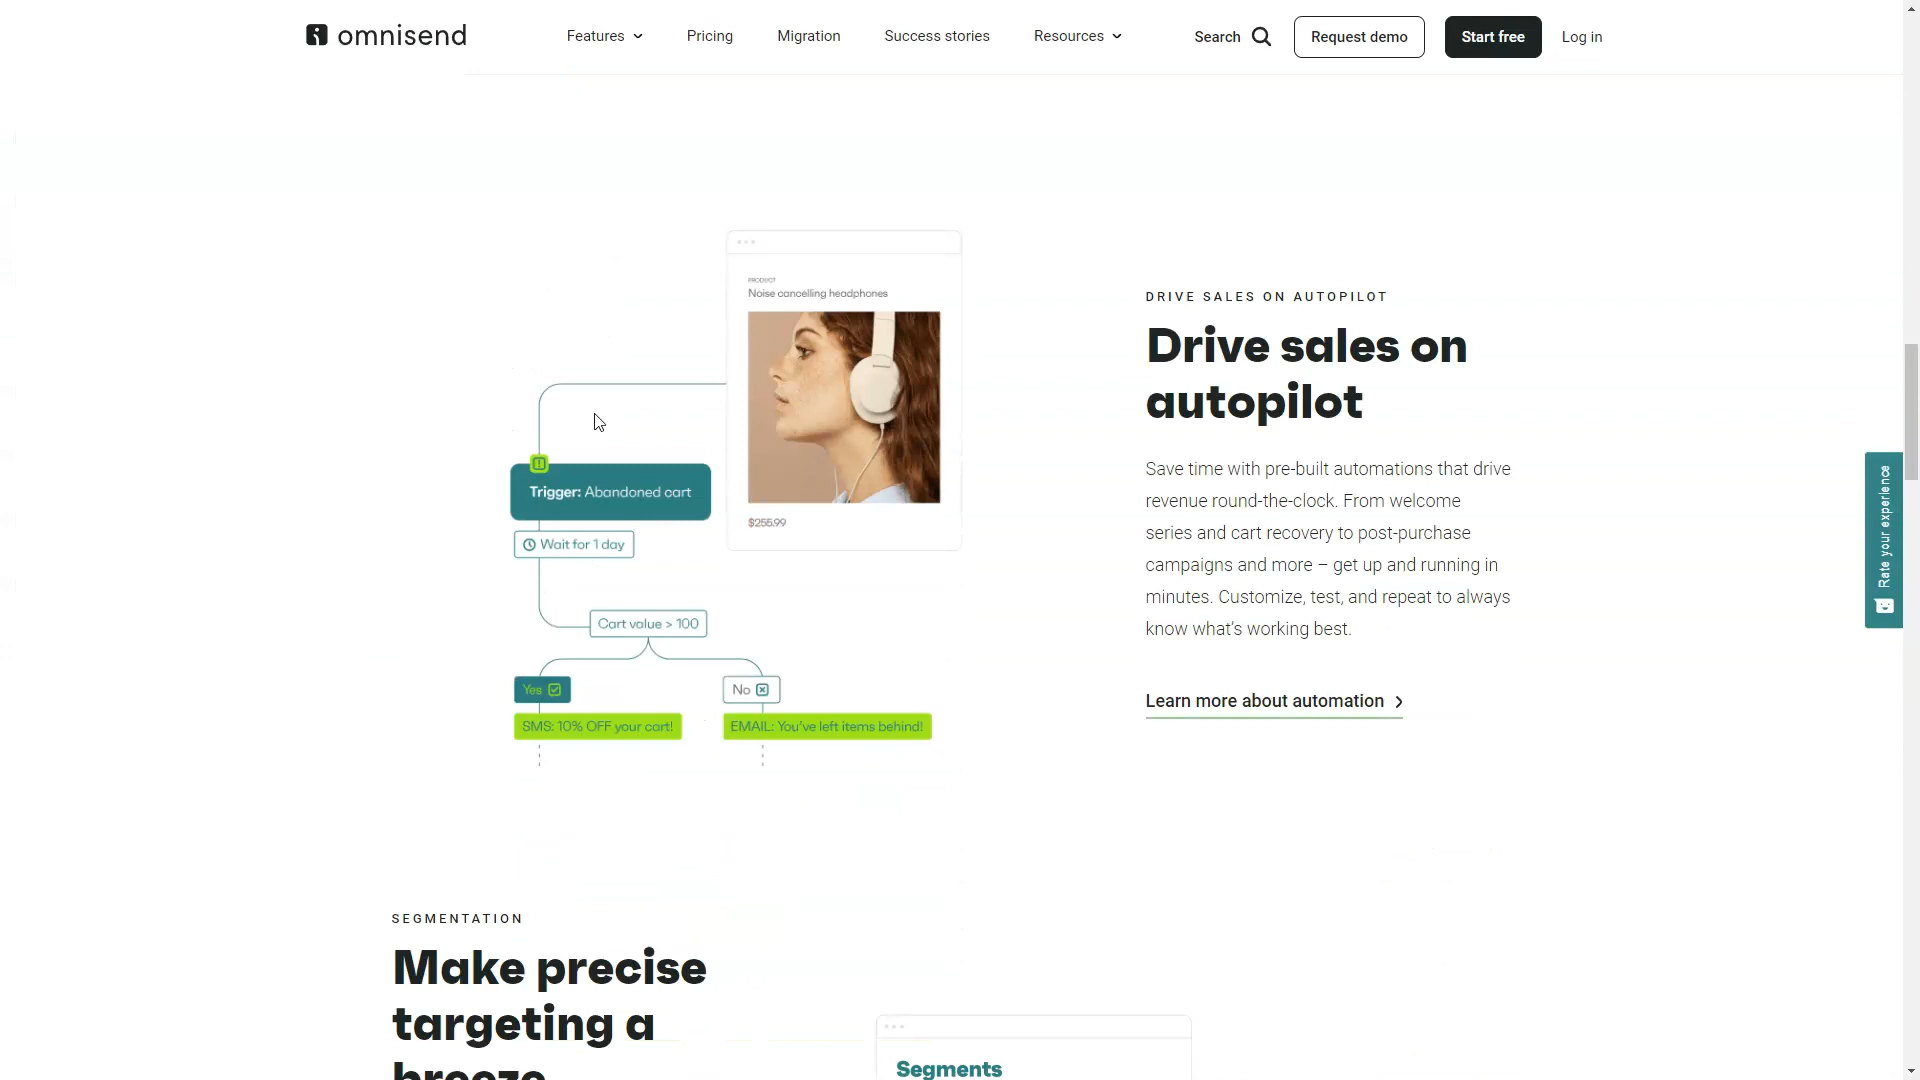 omnisend
Features
Pricing
Migration
Success stories
Resources
Search
Request demo
Start free
Log in
PRODUCT
Noise cancelling headphones
$255.99
Trigger: Abandoned cart
Wait for 1 day
Cart value > 100
Yes
No
SMS: 10% OFF your cart!
EMAIL: You've left items behind!
DRIVE SALES ON AUTOPILOT
Drive sales on
autopilot
Save time with pre-built automations that drive
revenue round-the-clock. From welcome
series and cart recovery to post-purchase
campaigns and more – get up and running in
minutes. Customize, test, and repeat to always
know what's working best.
Learn more about automation
Rate your experience
SEGMENTATION
Make precise
targeting a
breeze
Segments